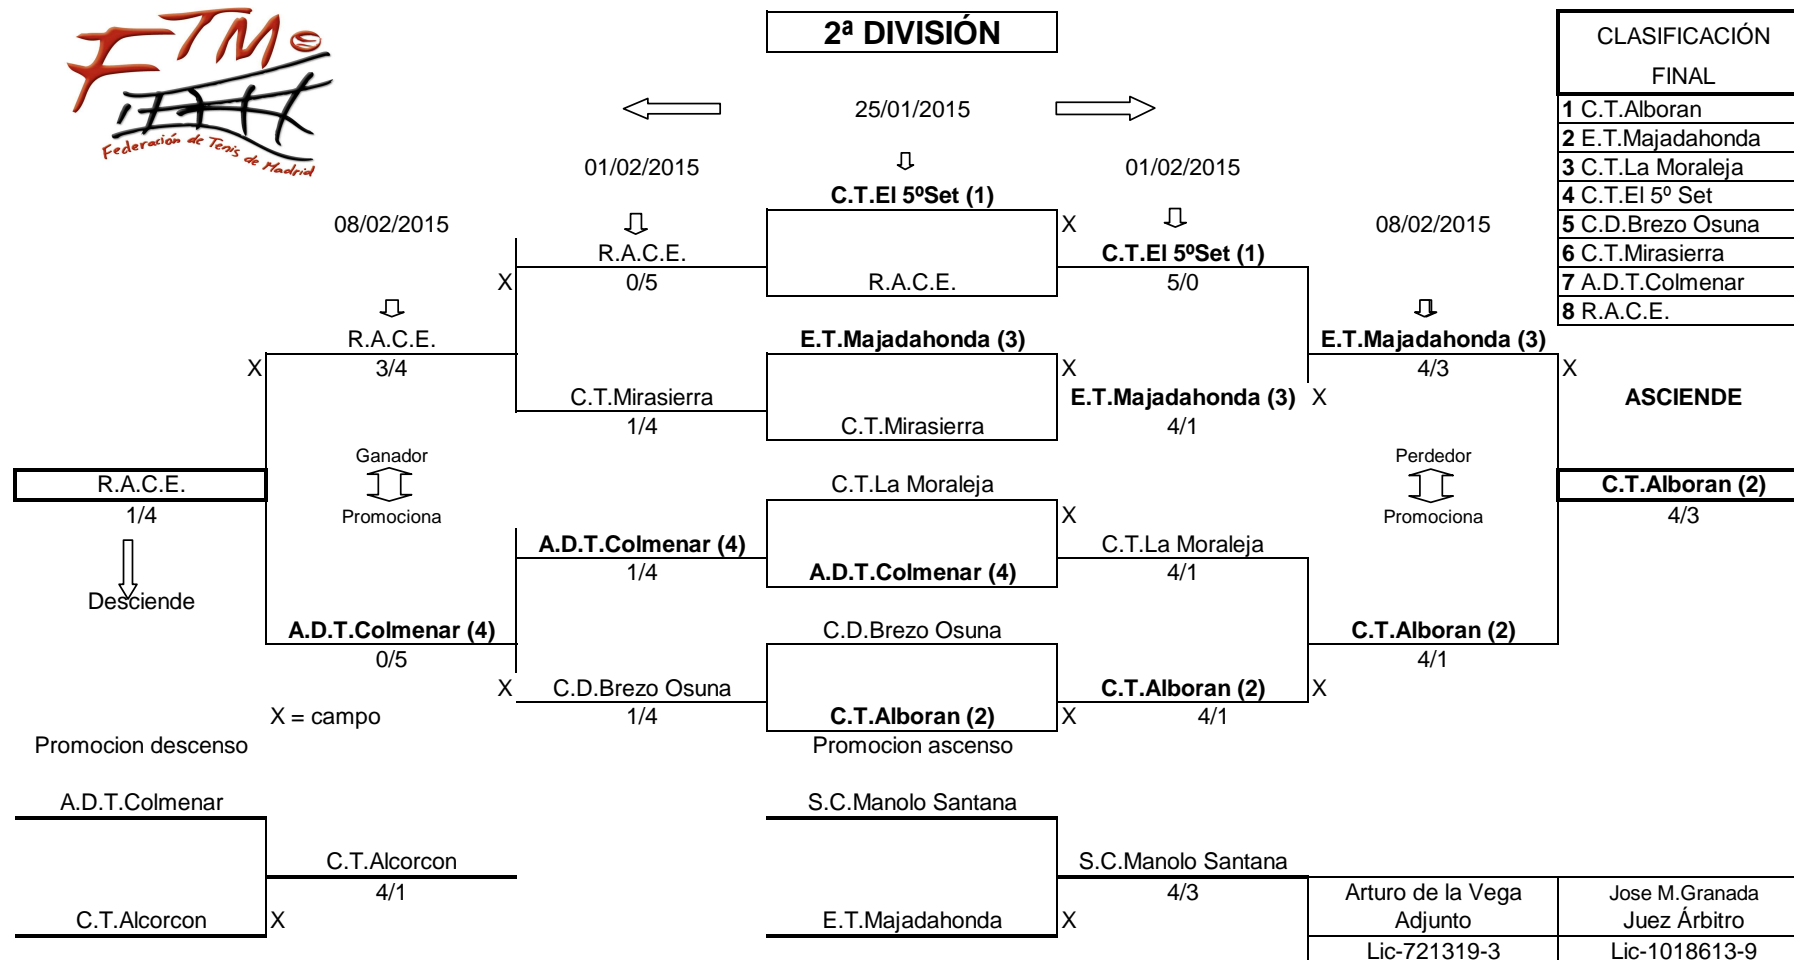 FTM
Federación de Tenis de Madrid
2ª DIVISIÓN
CLASIFICACIÓN
FINAL
1 C.T.Alboran
2 E.T.Majadahonda
3 C.T.La Moraleja
4 C.T.El 5º Set
5 C.D.Brezo Osuna
6 C.T.Mirasierra
7 A.D.T.Colmenar
8 R.A.C.E.
25/01/2015
01/02/2015
01/02/2015
C.T.El 5ºSet (1)
08/02/2015
X
08/02/2015
R.A.C.E.
C.T.El 5ºSet (1)
X
0/5
R.A.C.E.
5/0
R.A.C.E.
E.T.Majadahonda (3)
E.T.Majadahonda (3)
X
3/4
X
4/3
X
C.T.Mirasierra
E.T.Majadahonda (3)
X
ASCIENDE
1/4
C.T.Mirasierra
4/1
Ganador
Perdedor
R.A.C.E.
C.T.La Moraleja
C.T.Alboran (2)
1/4
Promociona
X
Promociona
4/3
A.D.T.Colmenar (4)
C.T.La Moraleja
1/4
A.D.T.Colmenar (4)
4/1
Desciende
A.D.T.Colmenar (4)
C.D.Brezo Osuna
C.T.Alboran (2)
0/5
4/1
X
C.D.Brezo Osuna
C.T.Alboran (2)
X
X = campo
1/4
C.T.Alboran (2)
X
4/1
Promocion descenso
Promocion ascenso
A.D.T.Colmenar
S.C.Manolo Santana
C.T.Alcorcon
S.C.Manolo Santana
4/1
4/3
C.T.Alcorcon
X
E.T.Majadahonda
X
Arturo de la Vega
Adjunto
Lic-721319-3
Jose M.Granada
Juez Árbitro
Lic-1018613-9